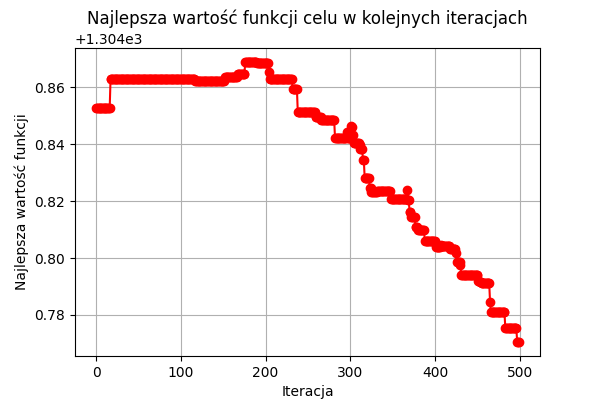 Najlepsza wartość funkcji celu w kolejnych iteracjach
+1.304e3
0.86
0.84
0.82
0.80
0.78
Najlepsza wartość funkcji
0 100 200 300 400 500
Iteracja